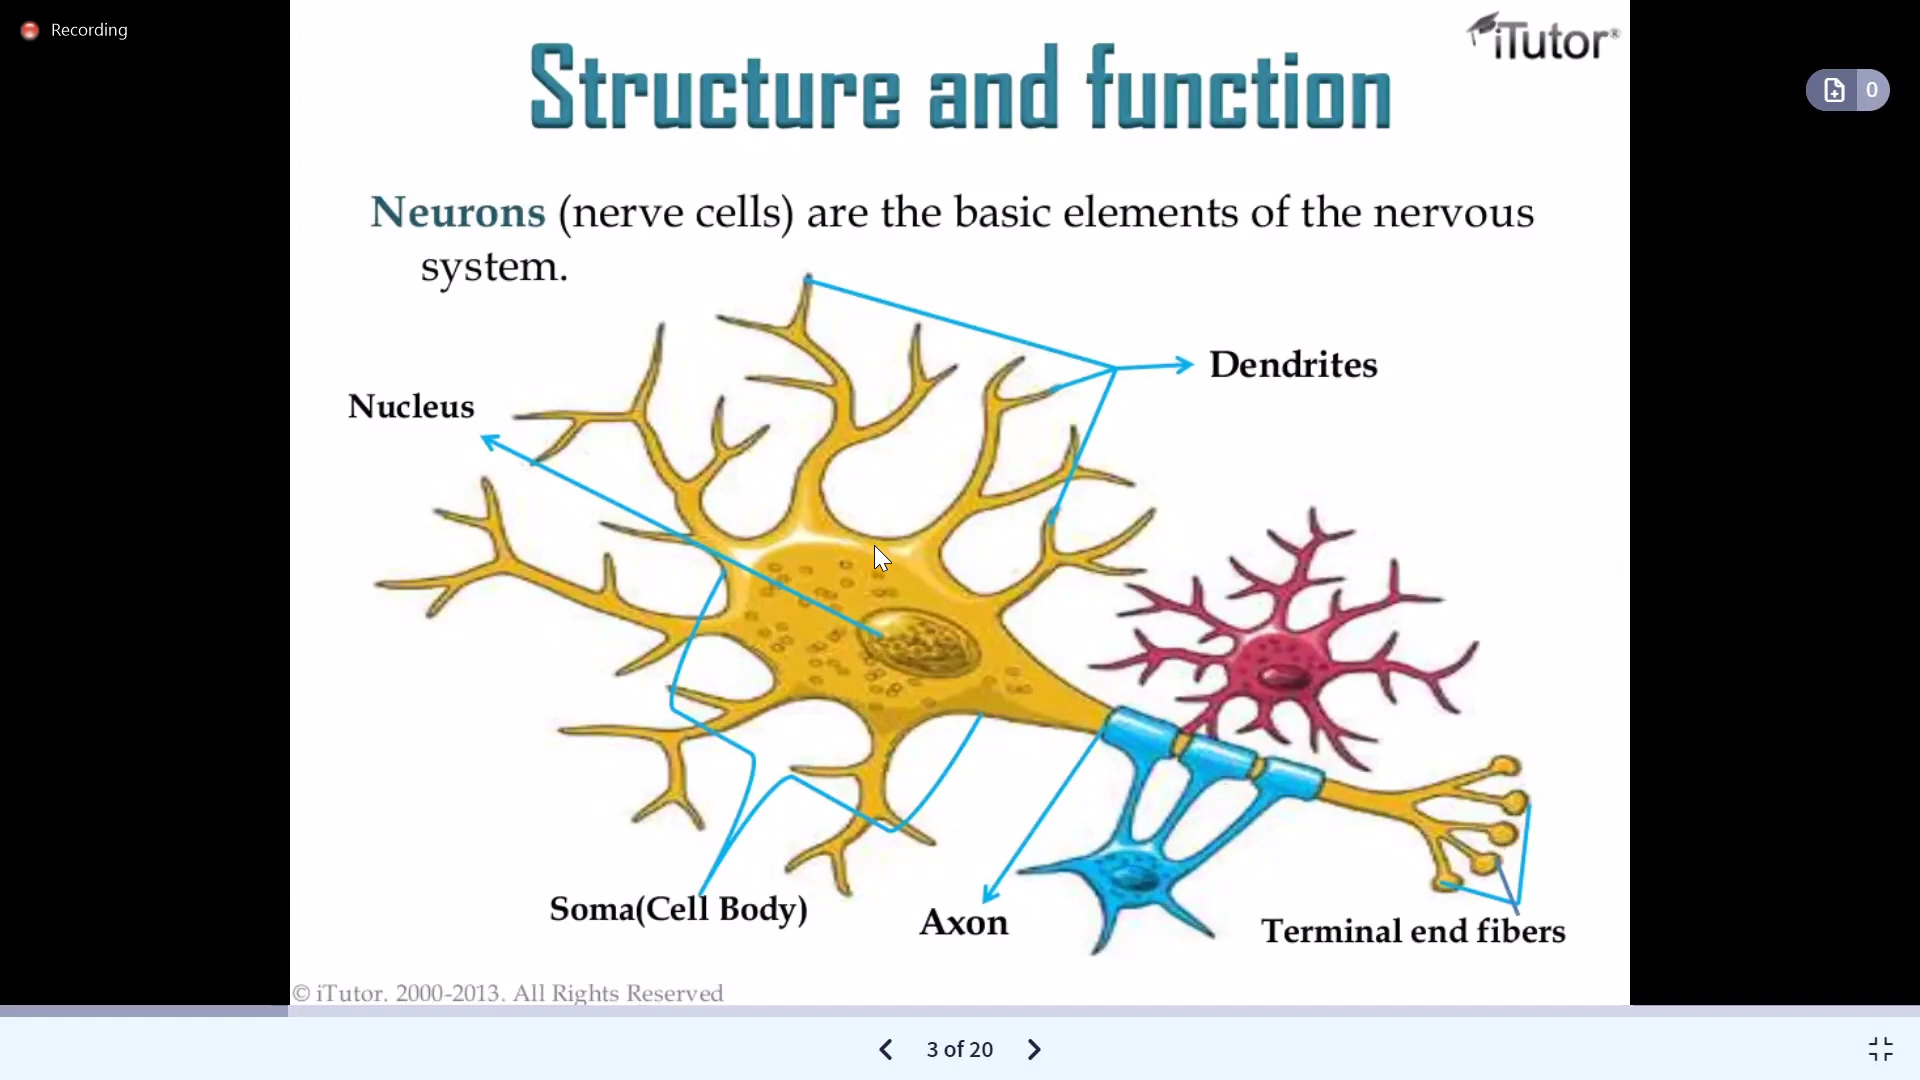 Recording
iTutor®
0
Structure and function
Neurons (nerve cells) are the basic elements of the nervous
system.
Dendrites
Nucleus
Soma(Cell Body)
Axon
Terminal end fibers
© iTutor. 2000-2013. All Rights Reserved
3 of 20